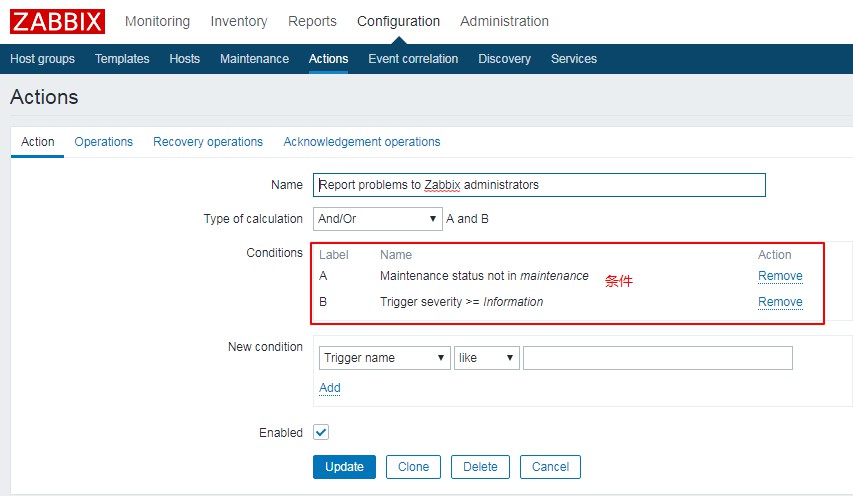 ZABBIX Monitoring Inventory Reports Configuration Administration
Host groups Templates Hosts Maintenance Actions Event correlation Discovery Services
Actions
Action Operations Recovery operations Acknowledgement operations
Name Report problems to Zabbix administrators
Type of calculation And/Or A and B
Conditions Label Name Action
A Maintenance status not in maintenance 条件 Remove
B Trigger severity >= Information Remove
New condition Trigger name like
Add
Enabled
Update Clone Delete Cancel